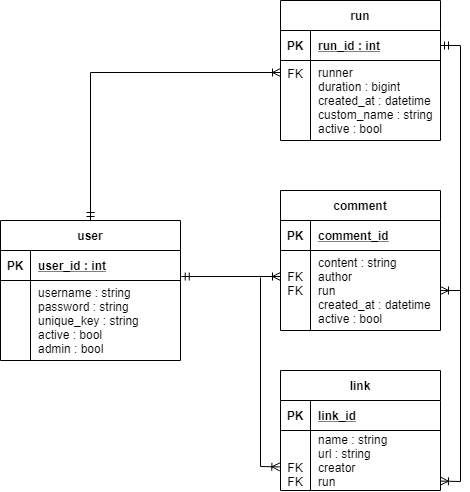 run
PK run_id : int
FK runner
duration : bigint
created_at : datetime
custom_name : string
active : bool
comment
PK comment_id
content : string
FK author
FK run
created_at : datetime
active : bool
user
PK user_id : int
username : string
password : string
unique_key : string
active : bool
admin : bool
link
PK link_id
name : string
url : string
FK creator
FK run